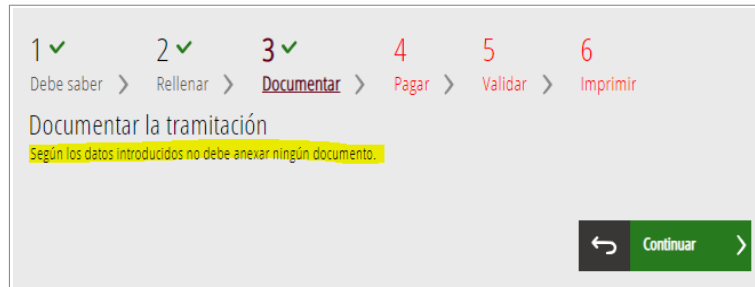 1 2 3 4 5 6
Debe saber Rellenar Documentar Pagar Validar Imprimir
Documentar la tramitación
Según los datos introducidos no debe anexar ningún documento.
Continuar